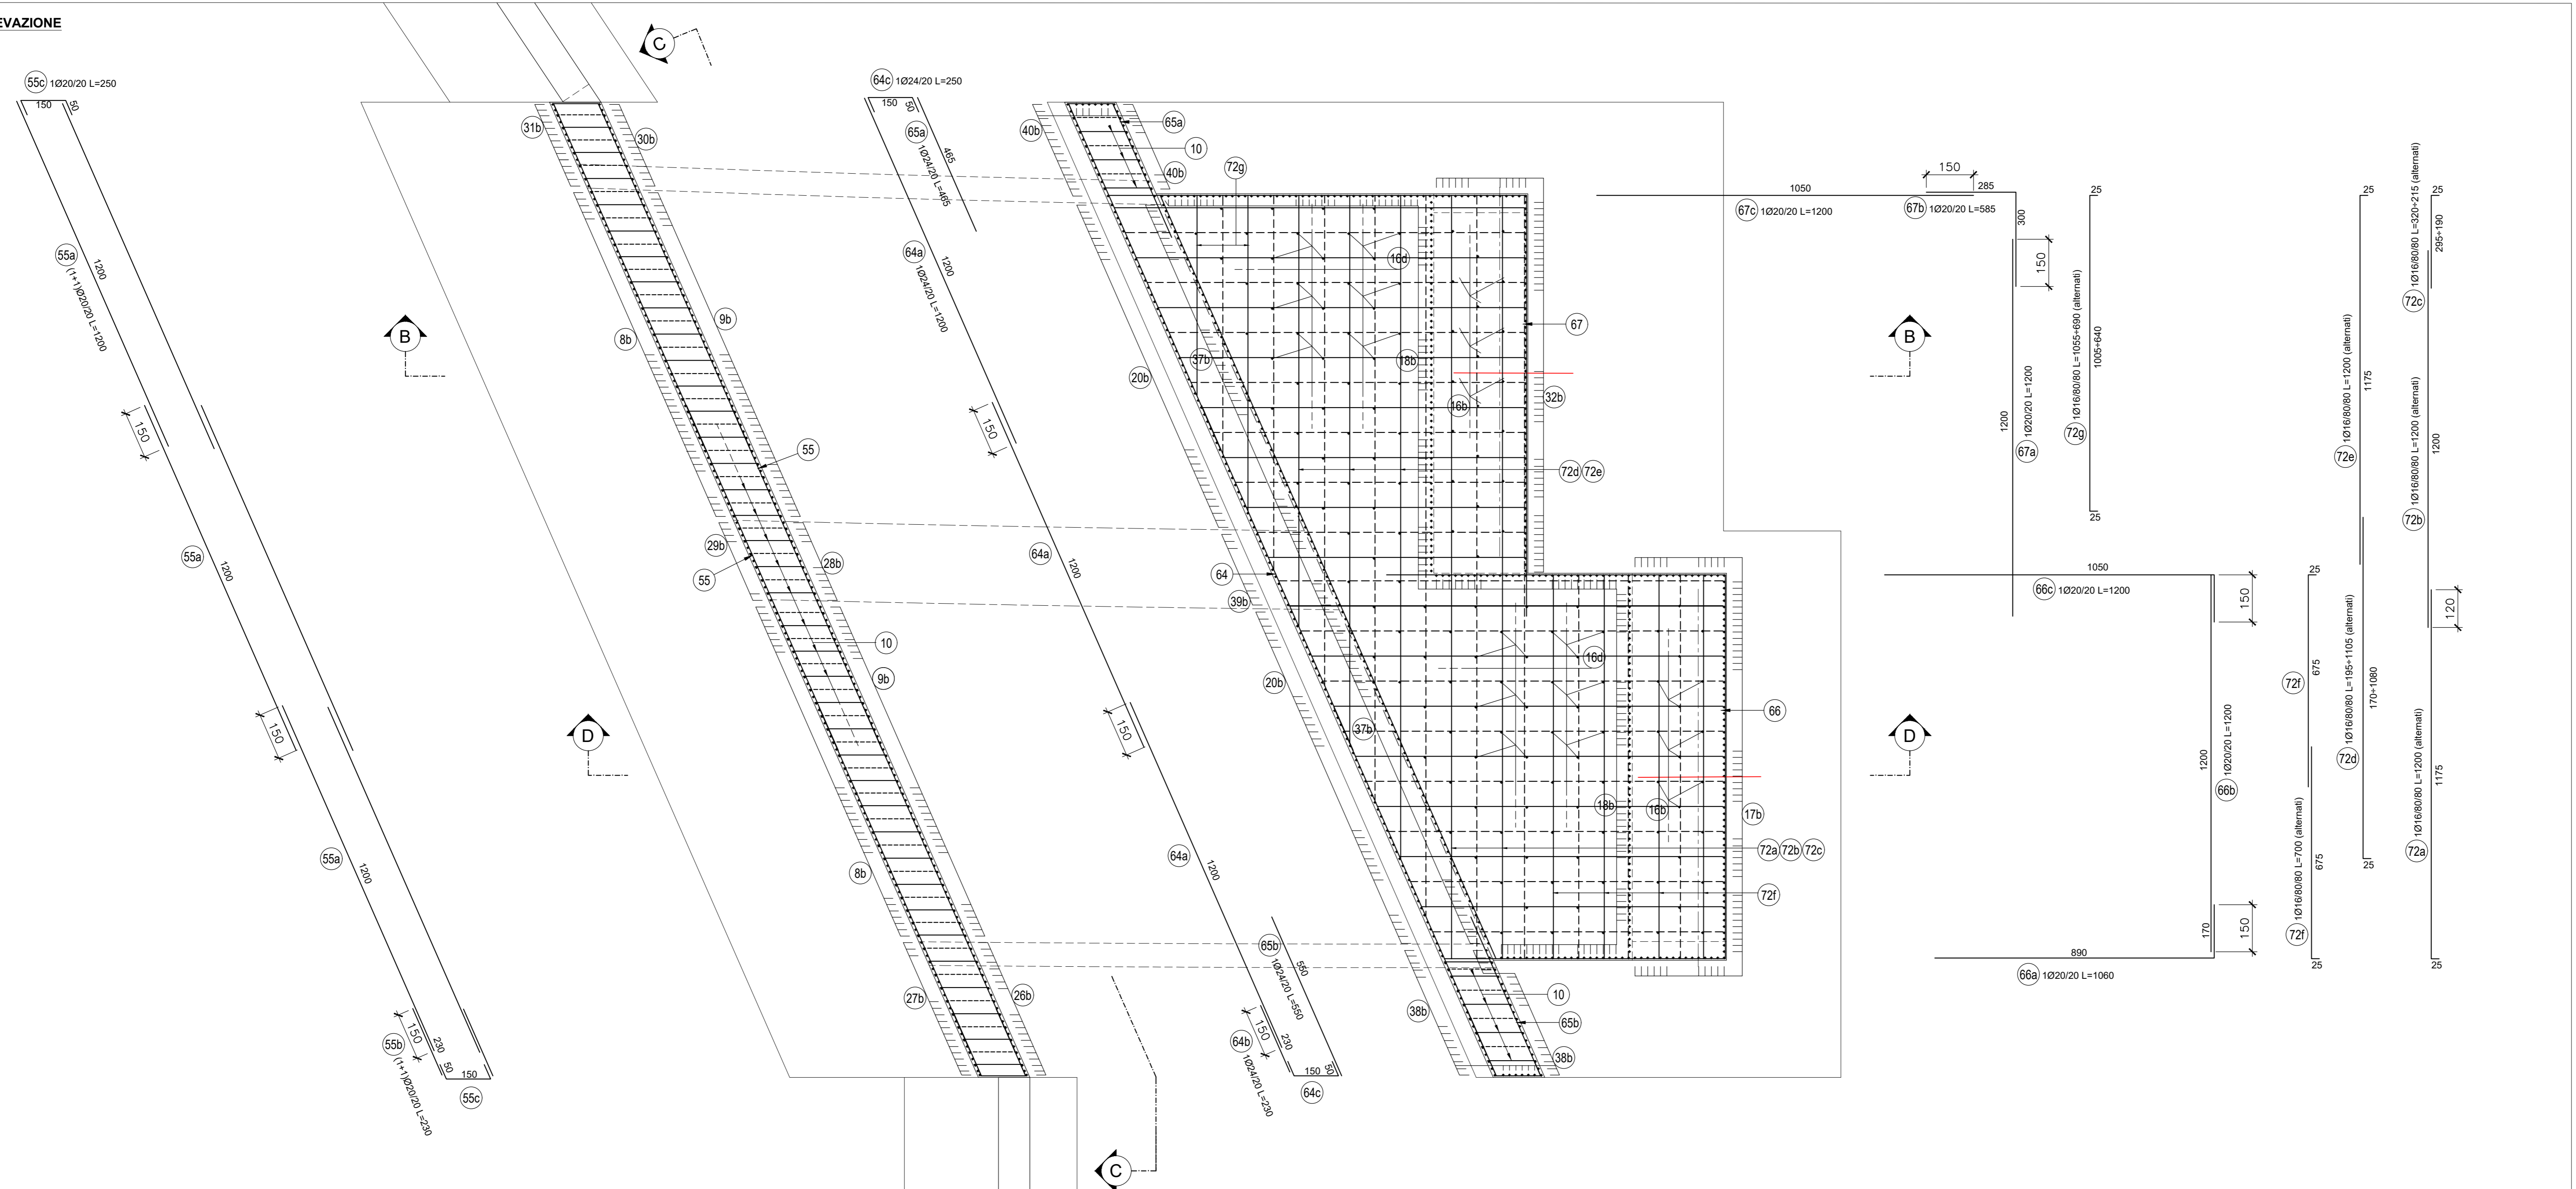 EVAZIONE
C
55c 1Ø20/20 L=250
150
50
55a
(1+1)Ø20/20 L=1200
1200
150
55a
1200
150
55a
1200
55b
(1+1)Ø20/20 L=230
150
230
50
150
55c
B
D
31b
30b
8b
9b
55
29b
55
28b
10
9b
8b
27b
26b
64c 1Ø24/20 L=250
150
50
65a
1Ø24/20 L=465
465
64a
1Ø24/20 L=1200
1200
150
64a
1200
150
64a
1200
65b
1Ø24/20 L=550
550
64b
1Ø24/20 L=230
150
230
150
50
64c
C
40b
65a
10
40b
72g
16d
67
37b
18b
20b
16b
32b
72d 72e
64
39b
16d
20b
37b
66
18b
16b
17b
72a 72b 72c
72f
38b
10
65b
38b
1050
67c 1Ø20/20 L=1200
150
285
67b 1Ø20/20 L=585
300
150
B
1200
67a
1Ø20/20 L=1200
25
72g
1Ø16/80/80 L=1055÷690 (alternati)
1005÷640
25
1050
66c 1Ø20/20 L=1200
150
D
1200
66b
1Ø20/20 L=1200
170
150
890
66a 1Ø20/20 L=1060
25
72f
675
72f
1Ø16/80/80 L=700 (alternati)
675
25
25
72e
1Ø16/80/80 L=1200 (alternati)
1175
72d
1Ø16/80/80 L=195÷1105 (alternati)
170÷1080
25
25
72c
1Ø16/80/80 L=320÷215 (alternati)
295÷190
72b
1Ø16/80/80 L=1200 (alternati)
1200
120
72a
1Ø16/80/80 L=1200 (alternati)
1175
25